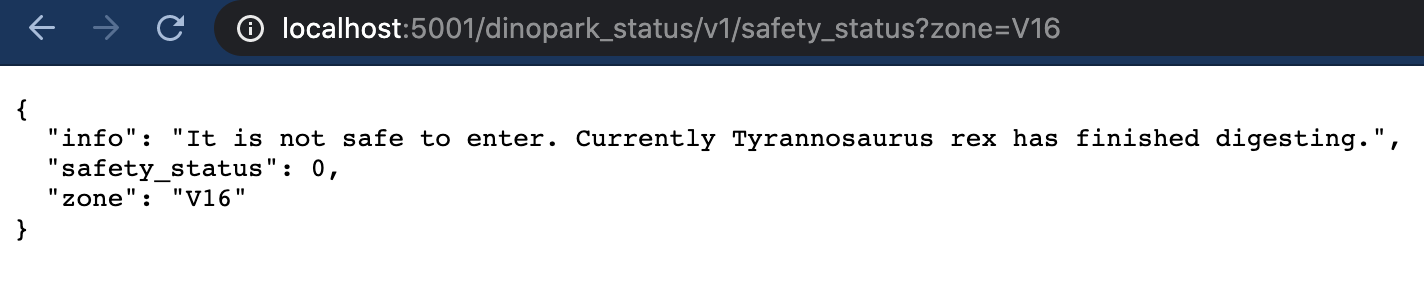 localhost:5001/dinopark_status/v1/safety_status?zone=V16
{
"info": "It is not safe to enter. Currently Tyrannosaurus rex has finished digesting.",
"safety_status": 0,
"zone": "V16"
}